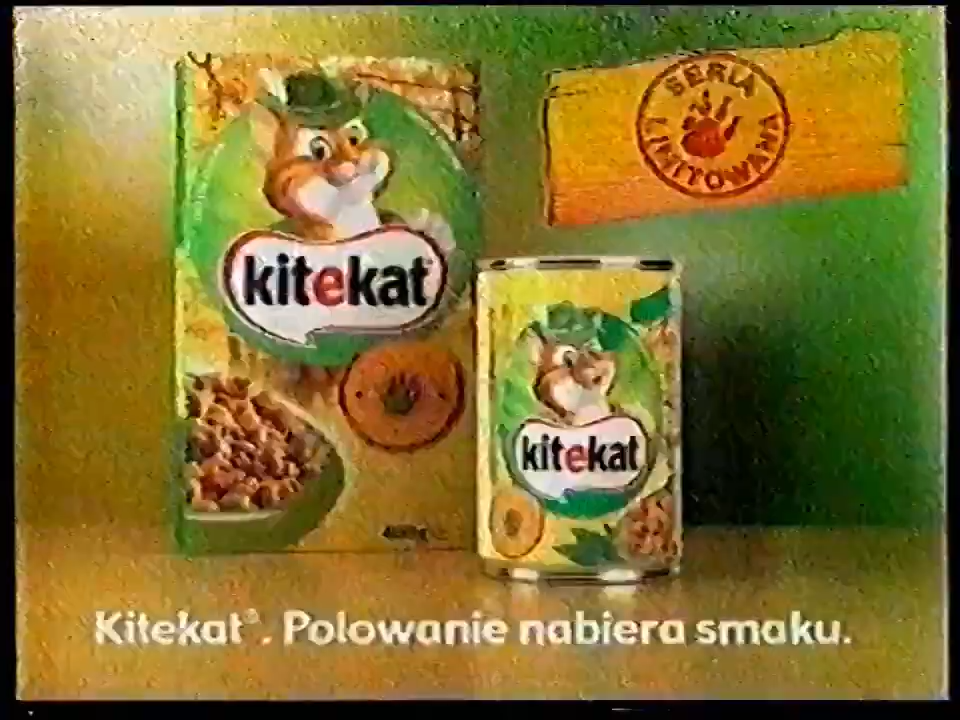 SERIA
LIMITOWANA
kitekat
kitekat
Kitekat®. Polowanie nabiera smaku.